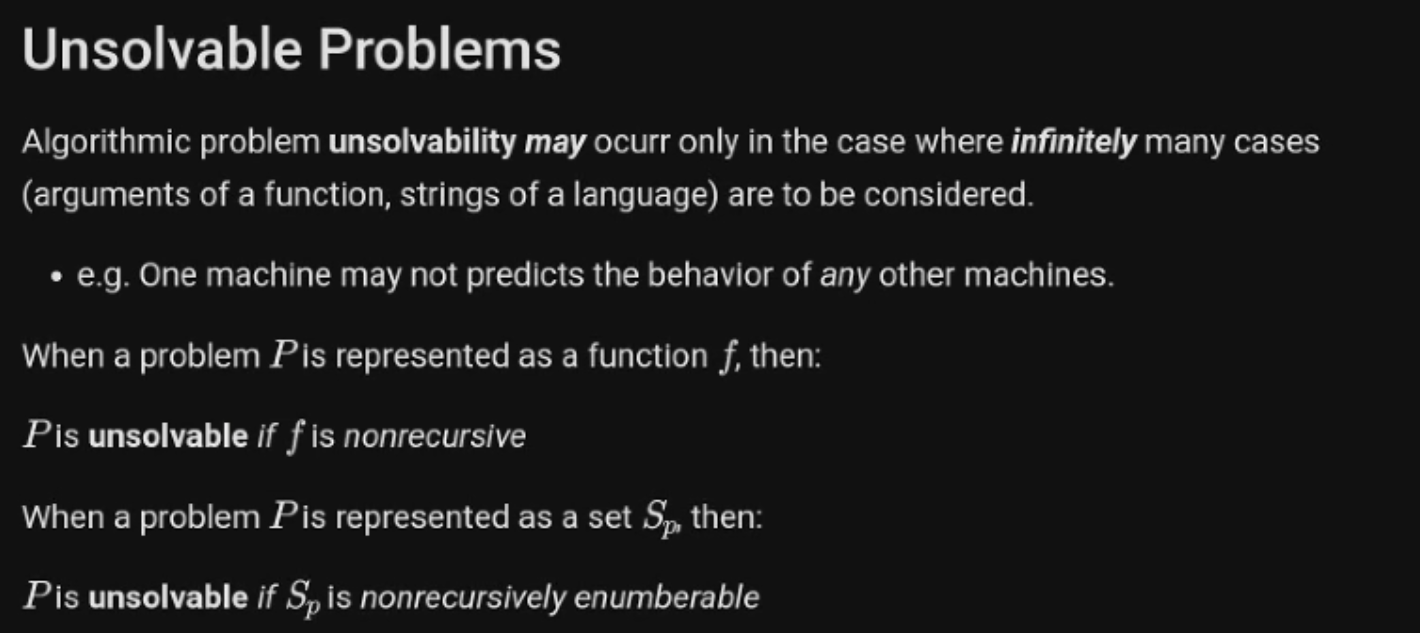 Unsolvable Problems
Algorithmic problem unsolvability may ocurr only in the case where infinitely many cases
(arguments of a function, strings of a language) are to be considered.
• e.g. One machine may not predicts the behavior of any other machines.
When a problem P is represented as a function f, then:
P is unsolvable if f is nonrecursive
When a problem P is represented as a set Sₚ, then:
P is unsolvable if Sₚ is nonrecursively enumberable